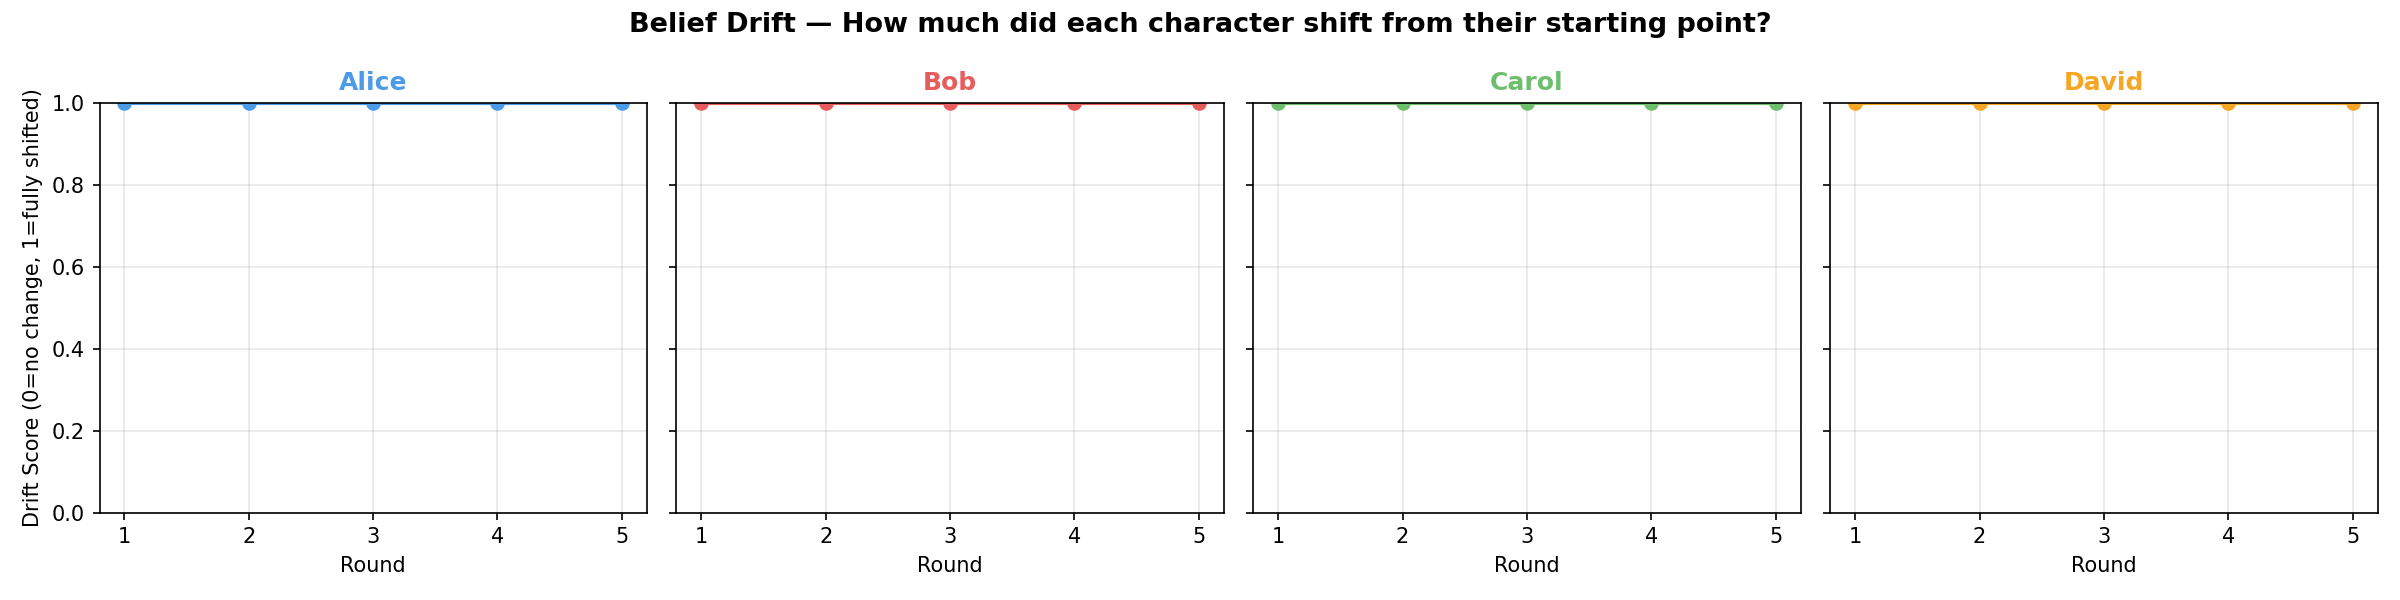 Belief Drift — How much did each character shift from their starting point?
Alice
Bob
Carol
David
Drift Score (0=no change, 1=fully shifted)
1.0
0.8
0.6
0.4
0.2
0.0
1 2 3 4 5
1 2 3 4 5
1 2 3 4 5
1 2 3 4 5
Round
Round
Round
Round